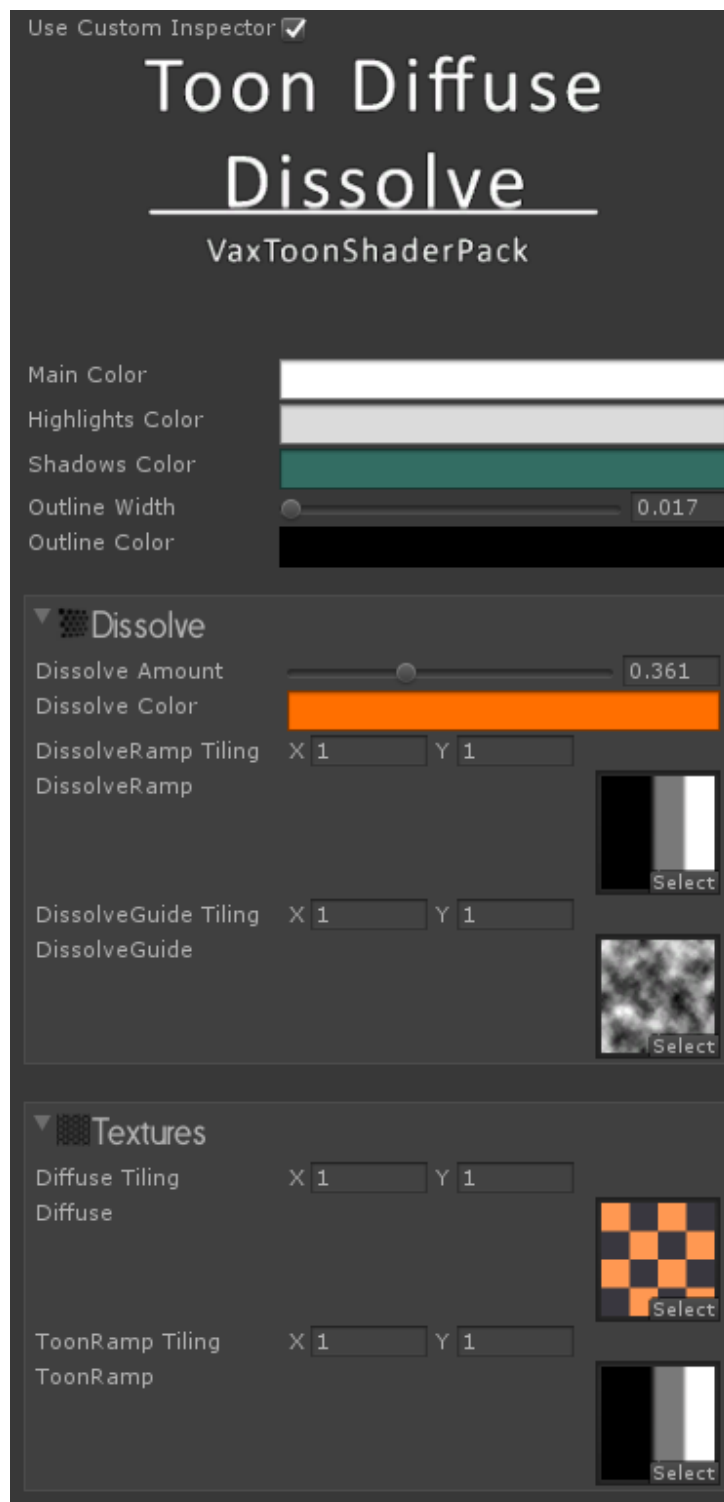 Use Custom Inspector
Toon Diffuse
Dissolve
VaxToonShaderPack
Main Color
Highlights Color
Shadows Color
Outline Width 0.017
Outline Color
Dissolve
Dissolve Amount 0.361
Dissolve Color
DissolveRamp Tiling X 1 Y 1
DissolveRamp
Select
DissolveGuide Tiling X 1 Y 1
DissolveGuide
Select
Textures
Diffuse Tiling X 1 Y 1
Diffuse
Select
ToonRamp Tiling X 1 Y 1
ToonRamp
Select